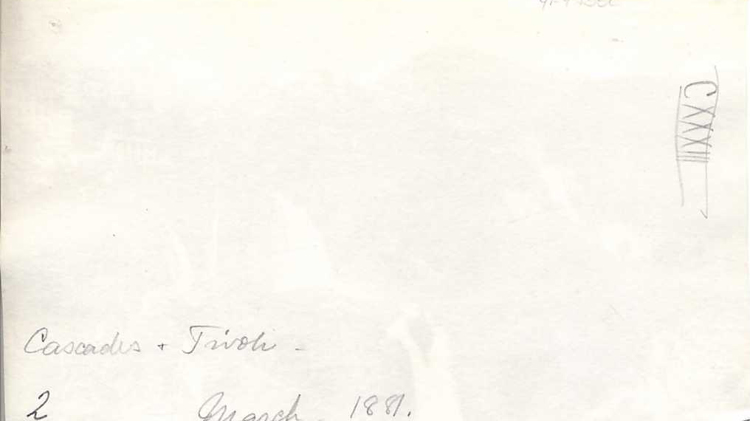 CXXXIII
Cascades + Tivoli -
2 March - 1881.